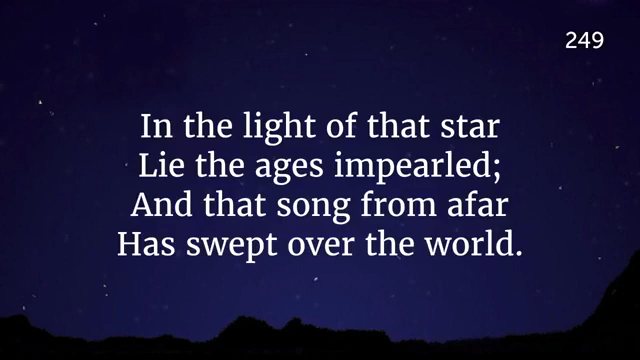 249
In the light of that star
Lie the ages impearled;
And that song from afar
Has swept over the world.